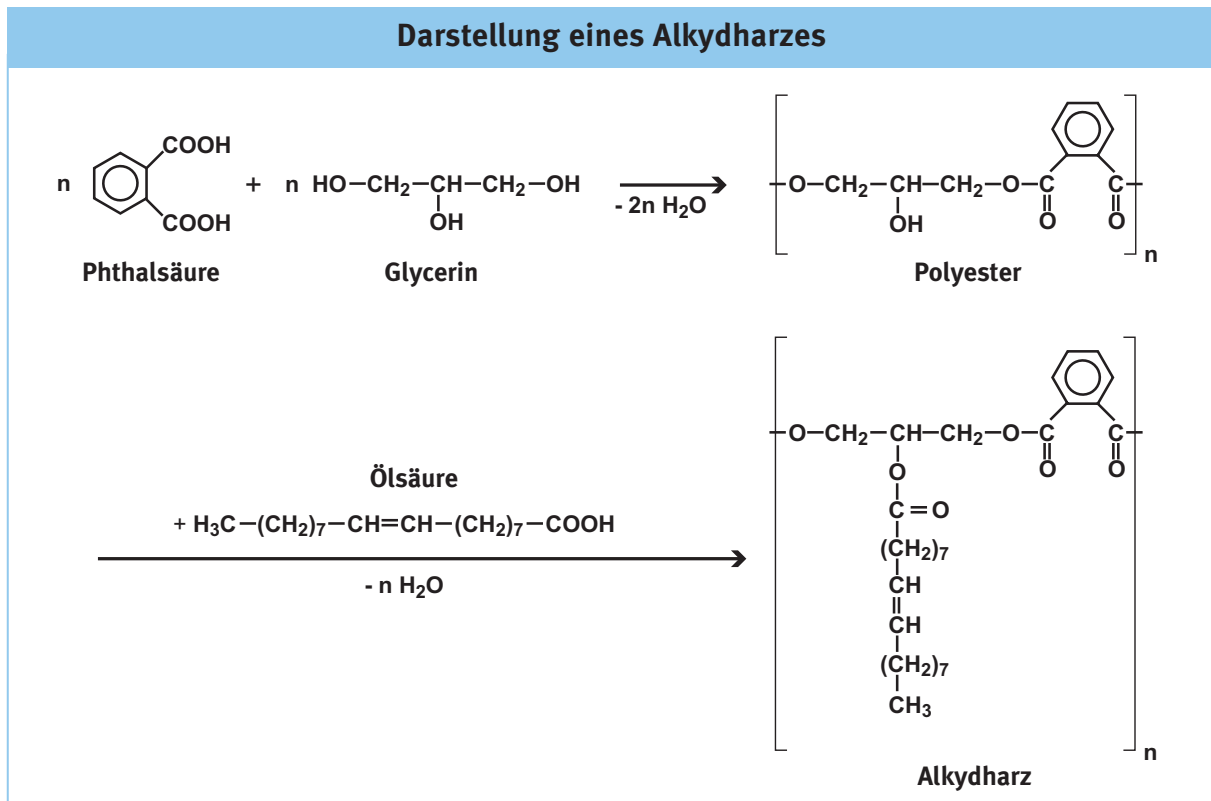 Darstellung eines Alkydharzes
n
COOH
COOH
+
n HO—CH₂—CH—CH₂—OH
OH
- 2n H₂O
—O—CH₂—CH—CH₂—O—C C—
OH O O
n
Phthalsäure
Glycerin
Polyester
Ölsäure
+ H₃C—(CH₂)₇—CH=CH—(CH₂)₇—COOH
- n H₂O
—O—CH₂—CH—CH₂—O—C C—
O O O
C=O
(CH₂)₇
CH
CH
(CH₂)₇
CH₃
n
Alkydharz